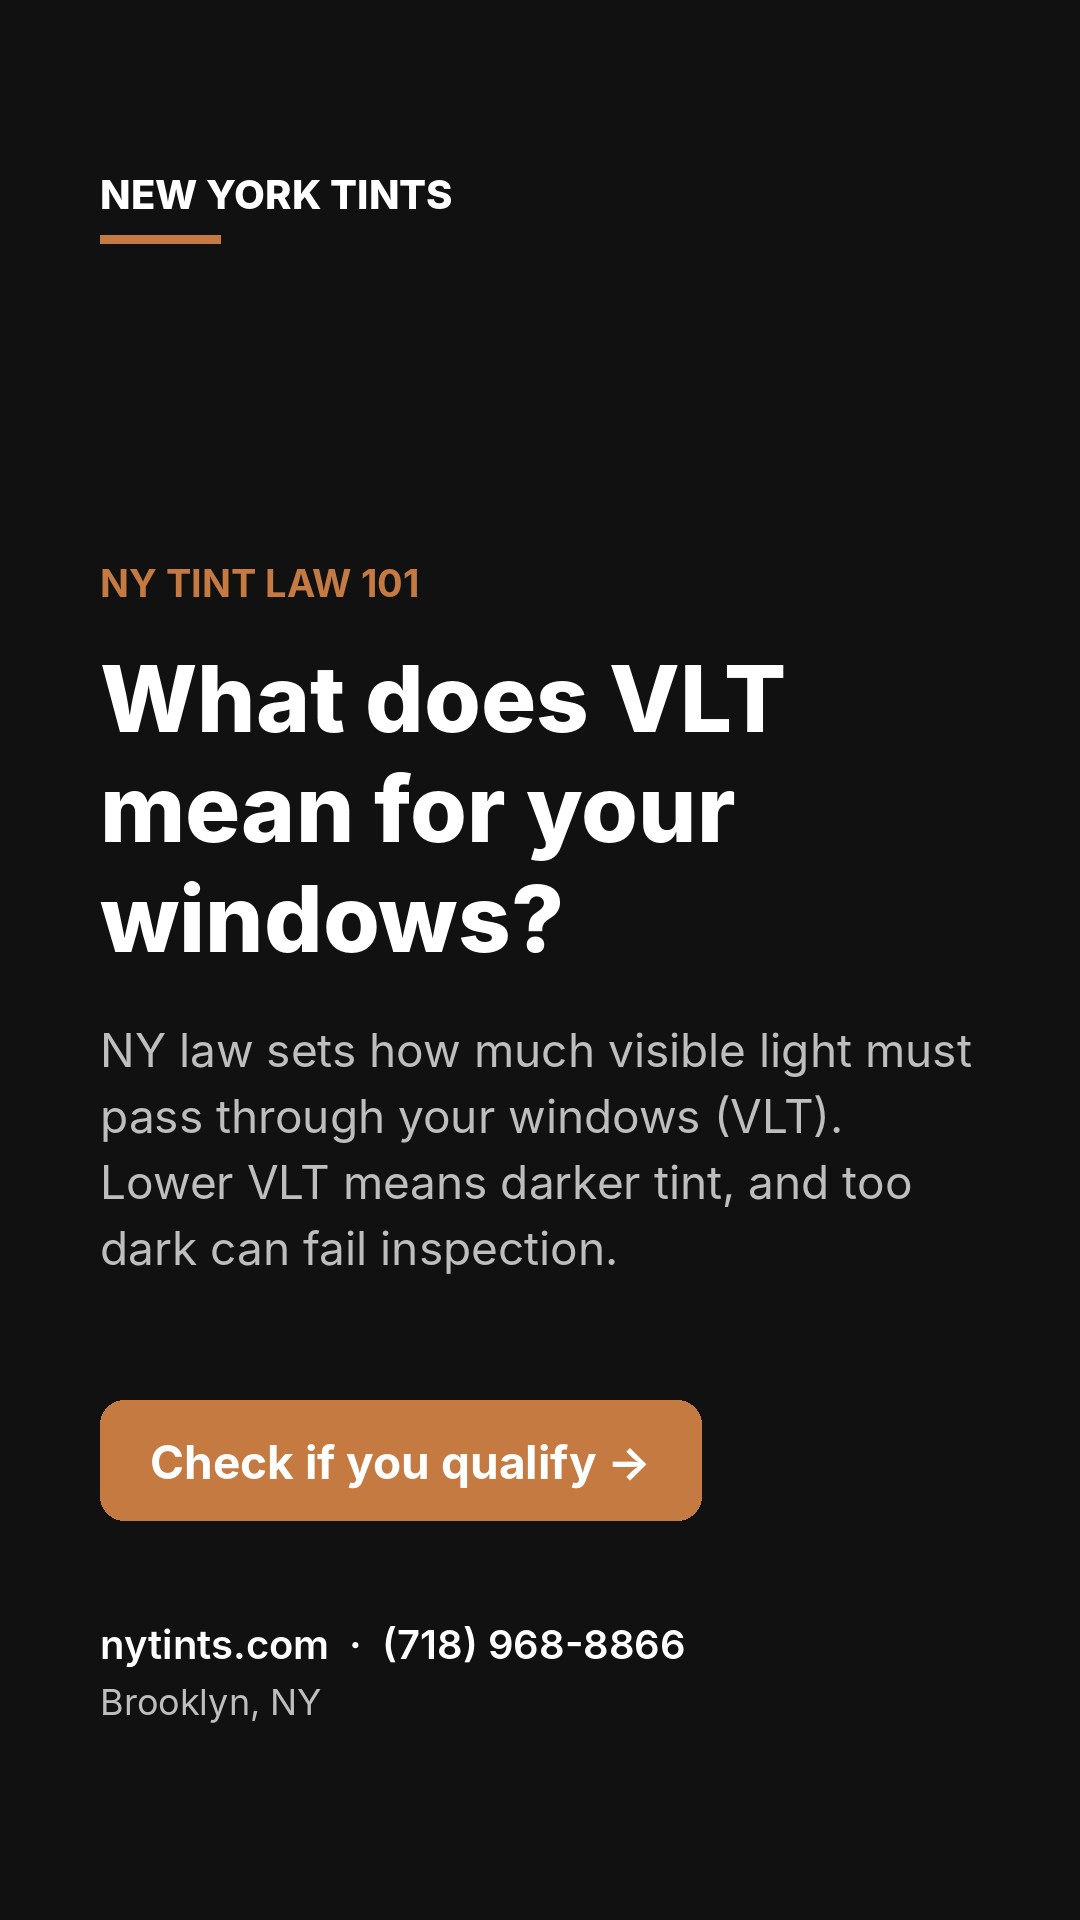 NEW YORK TINTS
NY TINT LAW 101
What does VLT
mean for your
windows?
NY law sets how much visible light must
pass through your windows (VLT).
Lower VLT means darker tint, and too
dark can fail inspection.
Check if you qualify →
nytints.com · (718) 968-8866
Brooklyn, NY